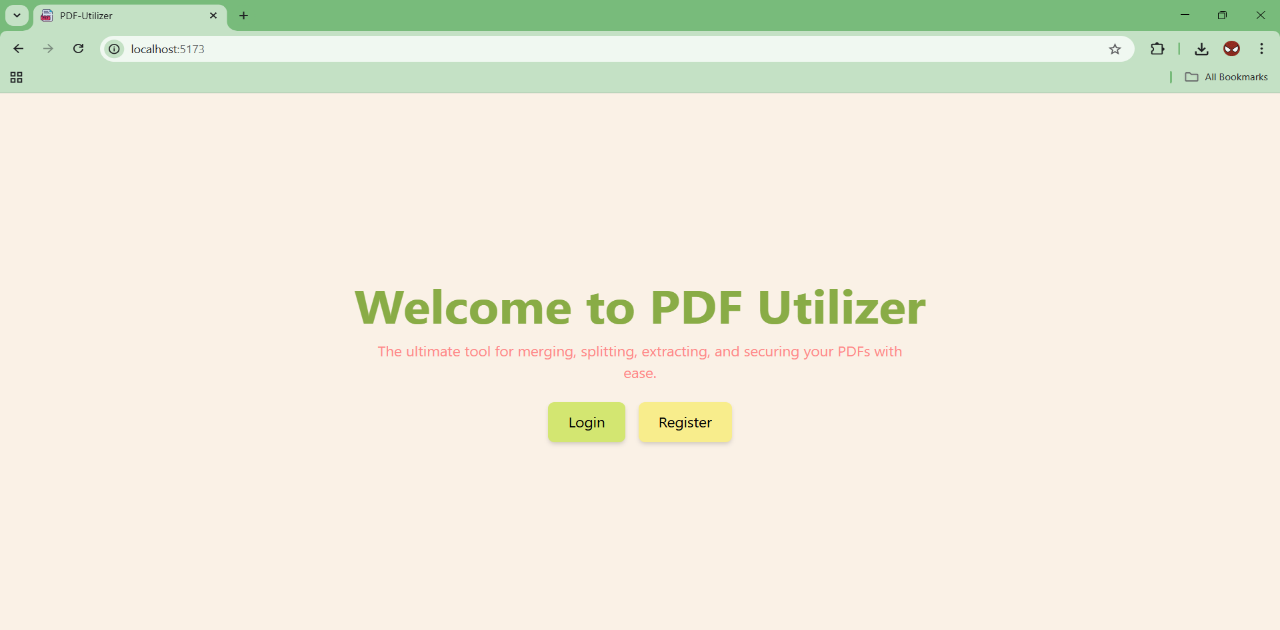 PDF-Utilizer
localhost:5173
All Bookmarks
Welcome to PDF Utilizer
The ultimate tool for merging, splitting, extracting, and securing your PDFs with
ease.
Login
Register